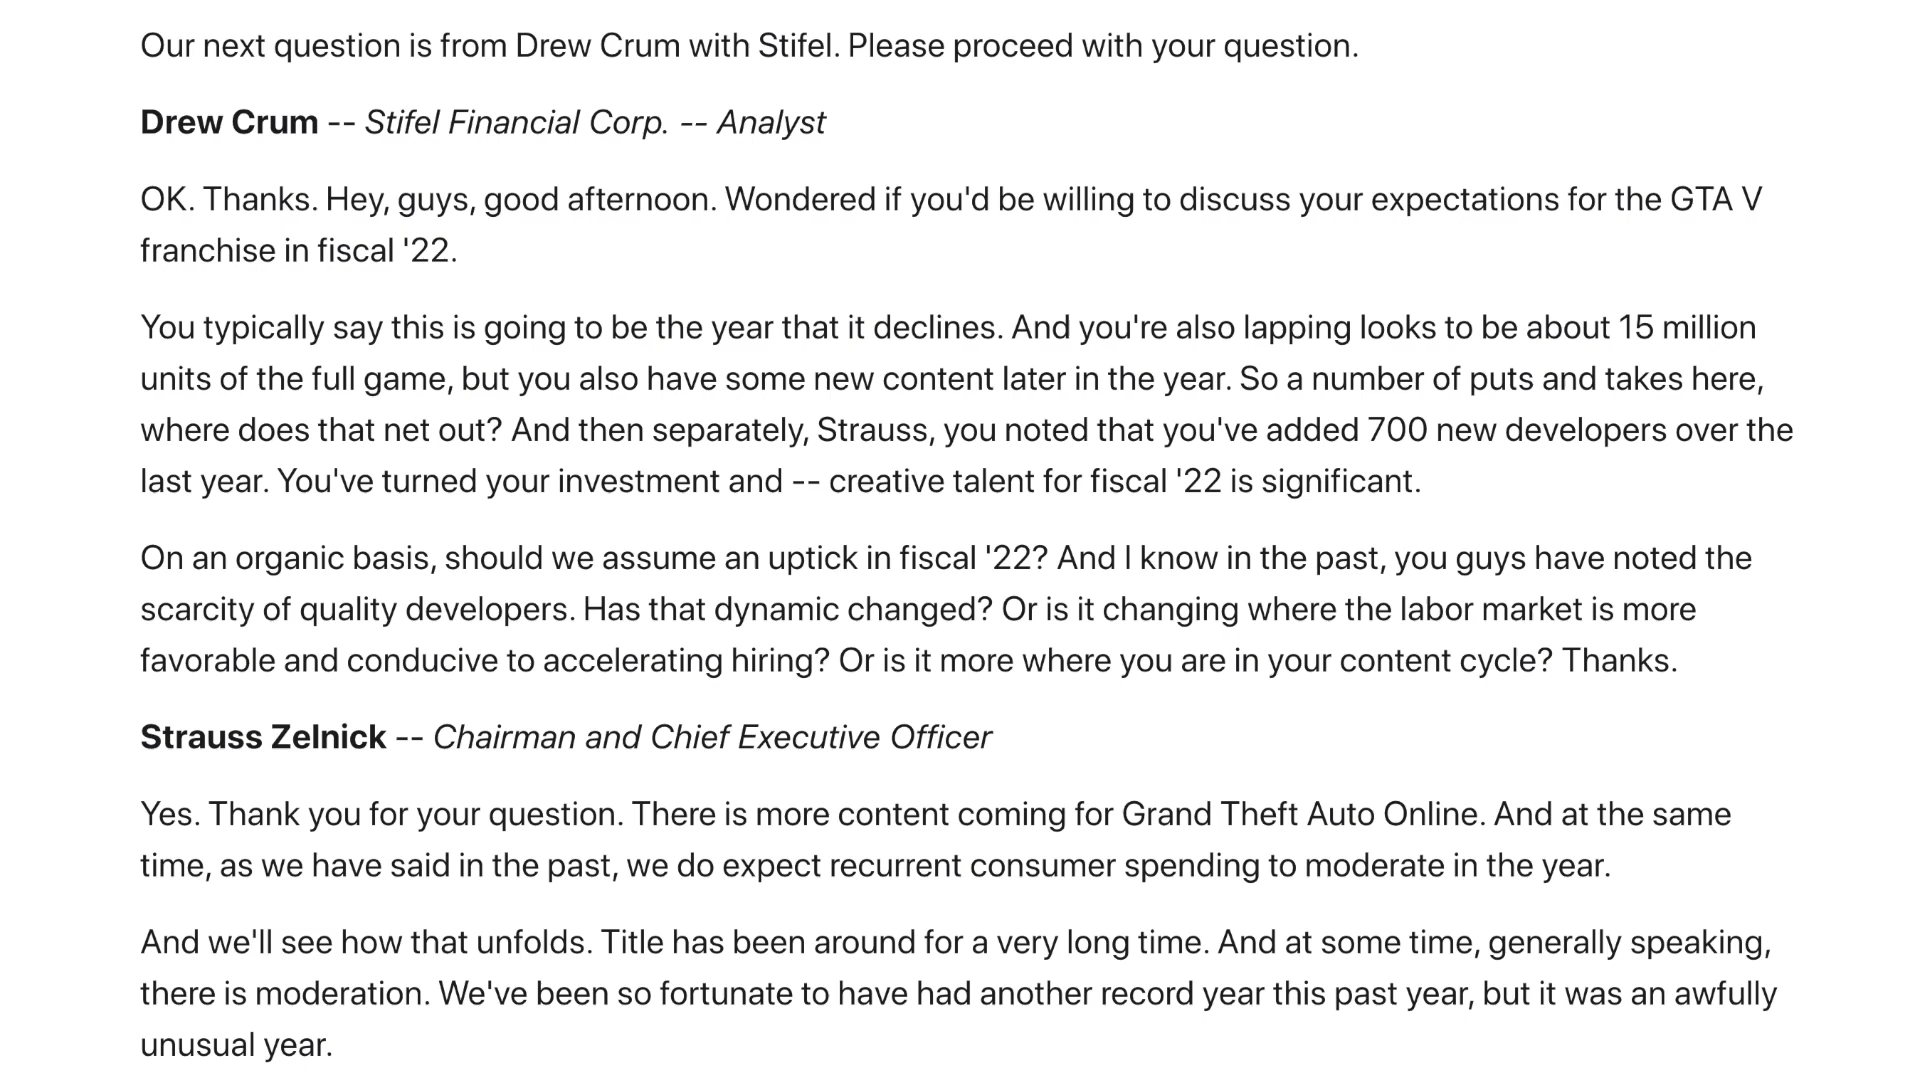 Our next question is from Drew Crum with Stifel. Please proceed with your question.
Drew Crum -- Stifel Financial Corp. -- Analyst
OK. Thanks. Hey, guys, good afternoon. Wondered if you'd be willing to discuss your expectations for the GTA V
franchise in fiscal '22.
You typically say this is going to be the year that it declines. And you're also lapping looks to be about 15 million
units of the full game, but you also have some new content later in the year. So a number of puts and takes here,
where does that net out? And then separately, Strauss, you noted that you've added 700 new developers over the
last year. You've turned your investment and -- creative talent for fiscal '22 is significant.
On an organic basis, should we assume an uptick in fiscal '22? And I know in the past, you guys have noted the
scarcity of quality developers. Has that dynamic changed? Or is it changing where the labor market is more
favorable and conducive to accelerating hiring? Or is it more where you are in your content cycle? Thanks.
Strauss Zelnick -- Chairman and Chief Executive Officer
Yes. Thank you for your question. There is more content coming for Grand Theft Auto Online. And at the same
time, as we have said in the past, we do expect recurrent consumer spending to moderate in the year.
And we'll see how that unfolds. Title has been around for a very long time. And at some time, generally speaking,
there is moderation. We've been so fortunate to have had another record year this past year, but it was an awfully
unusual year.